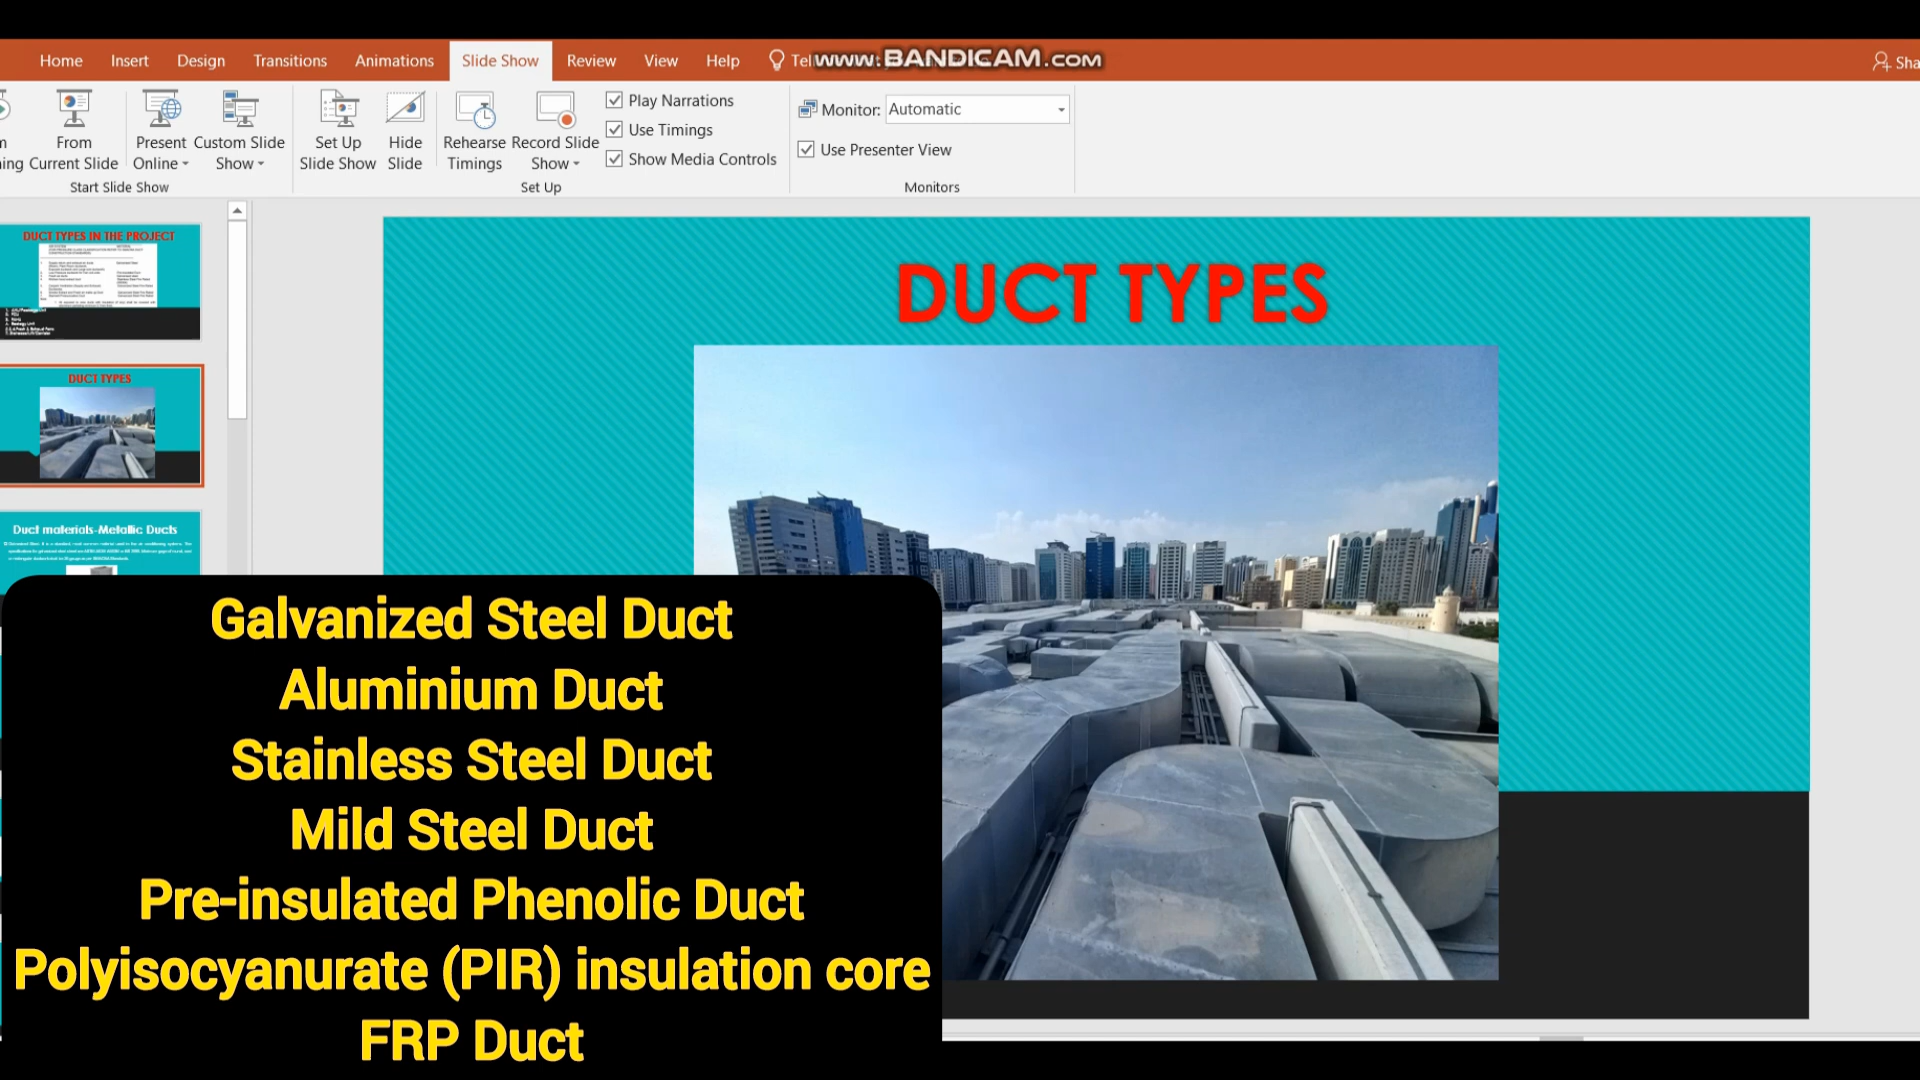 Home Insert Design Transitions Animations Slide Show Review View Help Tel www.BANDICAM.com Sha
From Current Slide
Present Online
Custom Slide Show
Set Up Slide Show
Hide Slide
Rehearse Timings
Record Slide Show
Play Narrations
Use Timings
Show Media Controls
Monitor: Automatic
Use Presenter View
Start Slide Show Set Up Monitors
DUCT TYPES IN THE PROJECT
DUCT TYPES
Duct materials-Metallic Ducts
DUCT TYPES
Galvanized Steel Duct
Aluminium Duct
Stainless Steel Duct
Mild Steel Duct
Pre-insulated Phenolic Duct
Polyisocyanurate (PIR) insulation core
FRP Duct